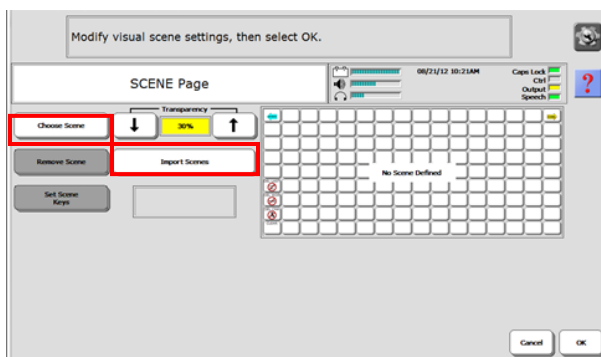 Modify visual scene settings, then select OK.
SCENE Page
08/21/12 10:21AM
Caps Lock
Ctrl
Output
Speech
?
Transparency
Choose Scene
30%
Remove Scene
Import Scenes
No Scene Defined
Set Scene
Keys
Cancel
OK